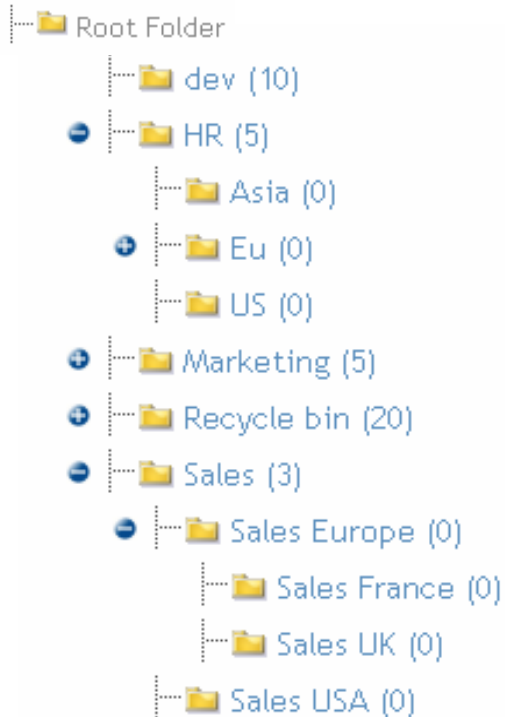 Root Folder
dev (10)
HR (5)
Asia (0)
Eu (0)
US (0)
Marketing (5)
Recycle bin (20)
Sales (3)
Sales Europe (0)
Sales France (0)
Sales UK (0)
Sales USA (0)